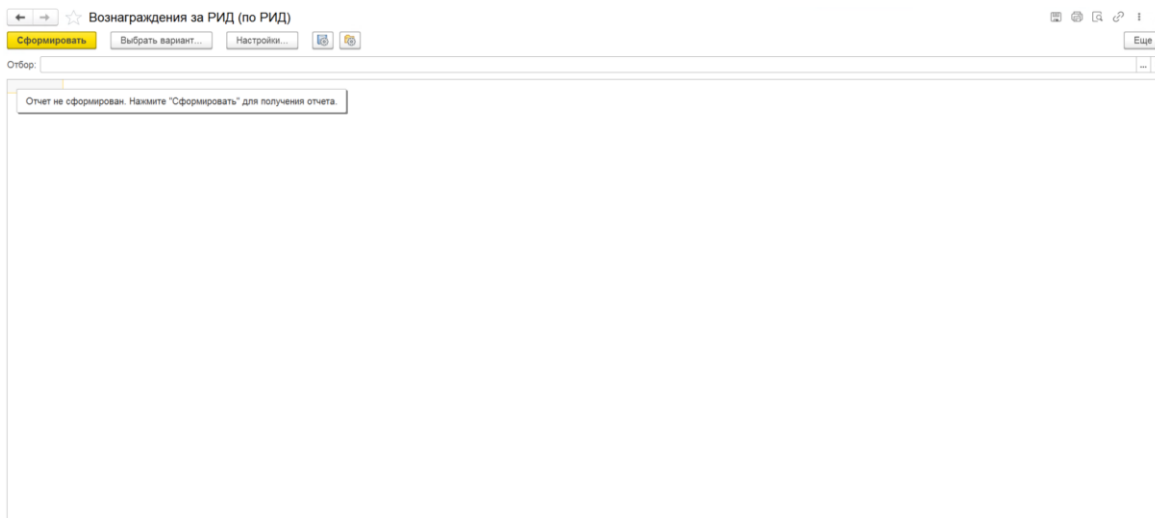 Вознаграждения за РИД (по РИД)
Сформировать Выбрать вариант... Настройки... Еще
Отбор: ...
Отчет не сформирован. Нажмите "Сформировать" для получения отчета.